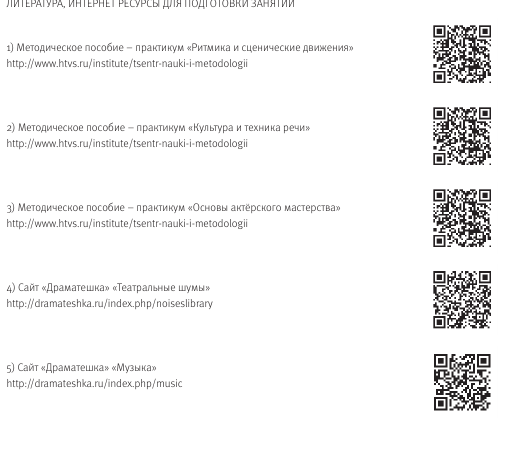 ЛИТЕРАТУРА, ИНТЕРНЕТ РЕСУРСЫ ДЛЯ ПОДГОТОВКИ ЗАНЯТИЙ
1) Методическое пособие – практикум «Ритмика и сценические движения»
http://www.htvs.ru/institute/tsentr-nauki-i-metodologii
2) Методическое пособие – практикум «Культура и техника речи»
http://www.htvs.ru/institute/tsentr-nauki-i-metodologii
3) Методическое пособие – практикум «Основы актёрского мастерства»
http://www.htvs.ru/institute/tsentr-nauki-i-metodologii
4) Сайт «Драматешка» «Театральные шумы»
http://dramateshka.ru/index.php/noiseslibrary
5) Сайт «Драматешка» «Музыка»
http://dramateshka.ru/index.php/music